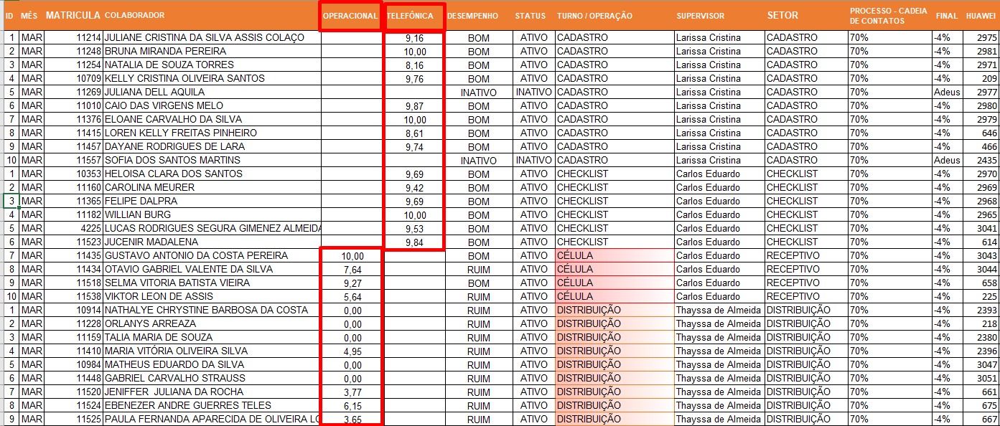 ID MÊS MATRICULA COLABORADOR OPERACIONAL TELEFÔNICA DESEMPENHO STATUS TURNO / OPERAÇÃO SUPERVISOR SETOR PROCESSO - CADEIA DE CONTATOS FINAL HUAWEI
1 MAR 11214 JULIANE CRISTINA DA SILVA ASSIS COLAÇO 9,16 BOM ATIVO CADASTRO Larissa Cristina CADASTRO 70% -4% 2975
2 MAR 11248 BRUNA MIRANDA PEREIRA 10,00 BOM ATIVO CADASTRO Larissa Cristina CADASTRO 70% -4% 2981
3 MAR 11254 NATALIA DE SOUZA TORRES 8,16 BOM ATIVO CADASTRO Larissa Cristina CADASTRO 70% -4% 2971
4 MAR 10709 KELLY CRISTINA OLIVEIRA SANTOS 9,76 BOM ATIVO CADASTRO Larissa Cristina CADASTRO 70% -4% 209
5 MAR 11269 JULIANA DELL AQUILA INATIVO INATIVO CADASTRO Larissa Cristina CADASTRO 70% Adeus 2977
6 MAR 11010 CAIO DAS VIRGENS MELO 9,87 BOM ATIVO CADASTRO Larissa Cristina CADASTRO 70% -4% 2980
7 MAR 11376 ELOANE CARVALHO DA SILVA 10,00 BOM ATIVO CADASTRO Larissa Cristina CADASTRO 70% -4% 2979
8 MAR 11415 LOREN KELLY FREITAS PINHEIRO 8,61 BOM ATIVO CADASTRO Larissa Cristina CADASTRO 70% -4% 646
9 MAR 11457 DAYANE RODRIGUES DE LARA 9,74 BOM ATIVO CADASTRO Larissa Cristina CADASTRO 70% -4% 466
10 MAR 11557 SOFIA DOS SANTOS MARTINS INATIVO INATIVO CADASTRO Larissa Cristina CADASTRO 70% Adeus 2435
1 MAR 10353 HELOISA CLARA DOS SANTOS 9,69 BOM ATIVO CHECKLIST Carlos Eduardo CHECKLIST 70% -4% 2970
2 MAR 11160 CAROLINA MEURER 9,42 BOM ATIVO CHECKLIST Carlos Eduardo CHECKLIST 70% -4% 2969
3 MAR 11365 FELIPE DALPRA 9,69 BOM ATIVO CHECKLIST Carlos Eduardo CHECKLIST 70% -4% 2968
4 MAR 11182 WILLIAN BURG 10,00 BOM ATIVO CHECKLIST Carlos Eduardo CHECKLIST 70% -4% 2965
5 MAR 4225 LUCAS RODRIGUES SEGURA GIMENEZ ALMEIDA 9,53 BOM ATIVO CHECKLIST Carlos Eduardo CHECKLIST 70% -4% 3041
6 MAR 11523 JUCENIR MADALENA 9,84 BOM ATIVO CHECKLIST Carlos Eduardo CHECKLIST 70% -4% 614
7 MAR 11435 GUSTAVO ANTONIO DA COSTA PEREIRA 10,00 BOM ATIVO CÉLULA Carlos Eduardo RECEPTIVO 70% -4% 3043
8 MAR 11434 OTAVIO GABRIEL VALENTE DA SILVA 7,64 RUIM ATIVO CÉLULA Carlos Eduardo RECEPTIVO 70% -4% 3044
9 MAR 11518 SELMA VITORIA BATISTA VIEIRA 9,27 BOM ATIVO CÉLULA Carlos Eduardo RECEPTIVO 70% -4% 658
10 MAR 11538 VIKTOR LEON DE ASSIS 5,64 RUIM ATIVO CÉLULA Carlos Eduardo RECEPTIVO 70% -4% 225
1 MAR 10914 NATHALYE CHRYSTINE BARBOSA DA COSTA 0,00 RUIM ATIVO DISTRIBUIÇÃO Thayssa de Almeida DISTRIBUIÇÃO 70% -4% 2393
2 MAR 11228 ORLANYS ARREAZA 0,00 RUIM ATIVO DISTRIBUIÇÃO Thayssa de Almeida DISTRIBUIÇÃO 70% -4% 218
3 MAR 11159 TALIA MARIA DE SOUZA 0,00 RUIM ATIVO DISTRIBUIÇÃO Thayssa de Almeida DISTRIBUIÇÃO 70% -4% 2380
4 MAR 11410 MARIA VITÓRIA OLIVEIRA SILVA 4,95 RUIM ATIVO DISTRIBUIÇÃO Thayssa de Almeida DISTRIBUIÇÃO 70% -4% 2396
5 MAR 10984 MATHEUS EDUARDO DA SILVA 0,00 RUIM ATIVO DISTRIBUIÇÃO Thayssa de Almeida DISTRIBUIÇÃO 70% -4% 3047
6 MAR 11448 GABRIEL CARVALHO STRAUSS 0,00 RUIM ATIVO DISTRIBUIÇÃO Thayssa de Almeida DISTRIBUIÇÃO 70% -4% 3051
7 MAR 11520 JENIFFER JULIANA DA ROCHA 3,77 RUIM ATIVO DISTRIBUIÇÃO Thayssa de Almeida DISTRIBUIÇÃO 70% -4% 661
8 MAR 11524 EBENEZER ANDRE GUERRES TELES 6,15 RUIM ATIVO DISTRIBUIÇÃO Thayssa de Almeida DISTRIBUIÇÃO 70% -4% 675
9 MAR 11525 PAULA FERNANDA APARECIDA DE OLIVEIRA 3,65 RUIM ATIVO DISTRIBUIÇÃO Thayssa de Almeida DISTRIBUIÇÃO 70% -4% 667